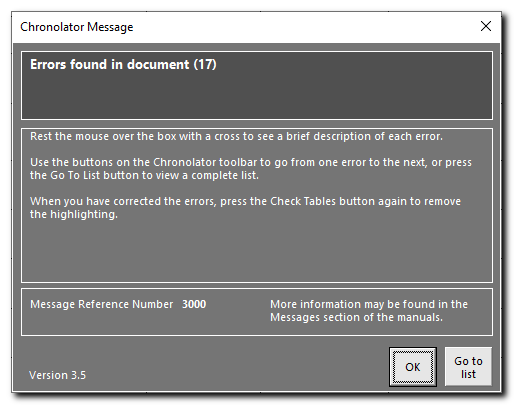 Chronolator Message
Errors found in document (17)
Rest the mouse over the box with a cross to see a brief description of each error.
Use the buttons on the Chronolator toolbar to go from one error to the next, or press
the Go To List button to view a complete list.
When you have corrected the errors, press the Check Tables button again to remove
the highlighting.
Message Reference Number 3000
More information may be found in the
Messages section of the manuals.
Version 3.5
OK
Go to
list